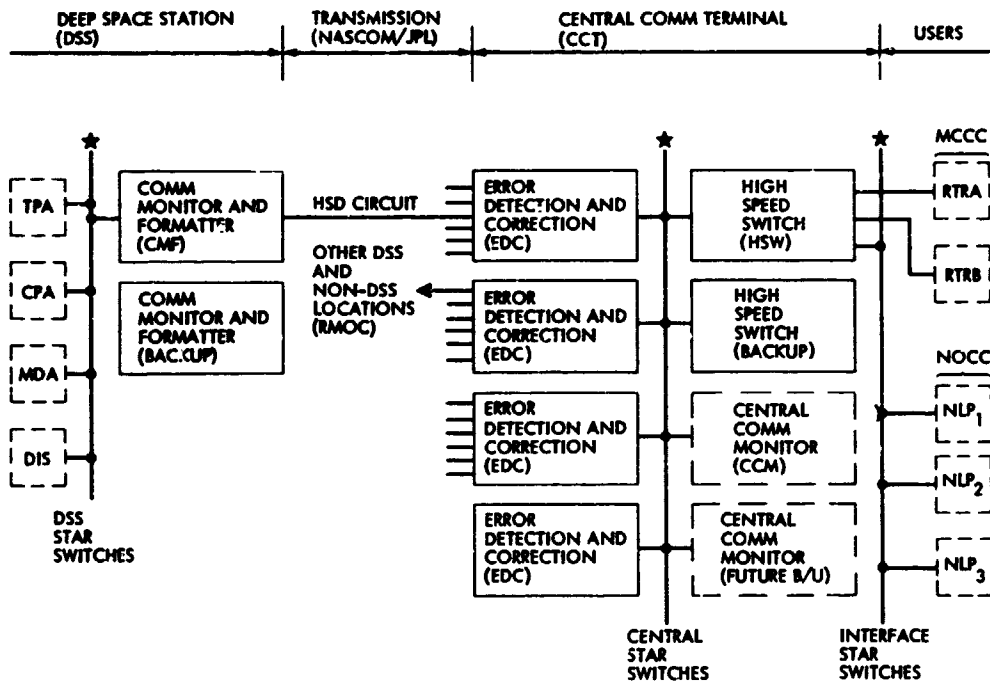 DEEP SPACE STATION
(DSS)
TRANSMISSION
(NASCOM/JPL)
CENTRAL COMM TERMINAL
(CCT)
USERS
TPA
CPA
MDA
DIS
DSS
STAR
SWITCHES
COMM
MONITOR AND
FORMATTER
(CMF)
COMM
MONITOR AND
FORMATTER
(BACKUP)
HSD CIRCUIT
OTHER DSS
AND
NON-DSS
LOCATIONS
(RMOC)
ERROR
DETECTION AND
CORRECTION
(EDC)
ERROR
DETECTION AND
CORRECTION
(EDC)
ERROR
DETECTION AND
CORRECTION
(EDC)
ERROR
DETECTION AND
CORRECTION
(EDC)
HIGH
SPEED
SWITCH
(HSW)
HIGH
SPEED
SWITCH
(BACKUP)
CENTRAL
COMM
MONITOR
(CCM)
CENTRAL
COMM
MONITOR
(FUTURE B/U)
CENTRAL
STAR
SWITCHES
INTERFACE
STAR
SWITCHES
MCCC
RTRA
RTRB
NOCC
NLP1
NLP2
NLP3